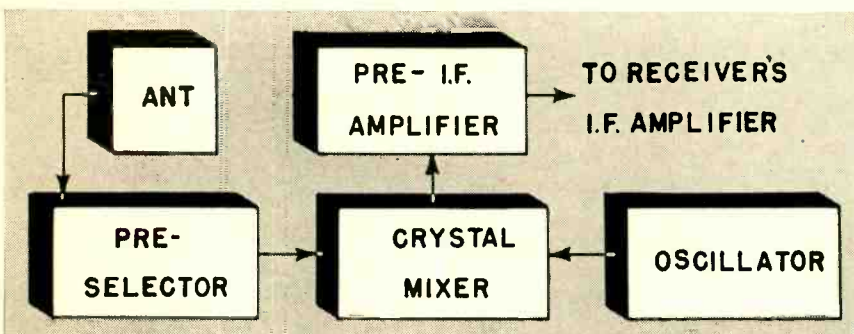 ANT
PRE- I.F.
AMPLIFIER
TO RECEIVER'S
I.F. AMPLIFIER
PRE-
SELECTOR
CRYSTAL
MIXER
OSCILLATOR